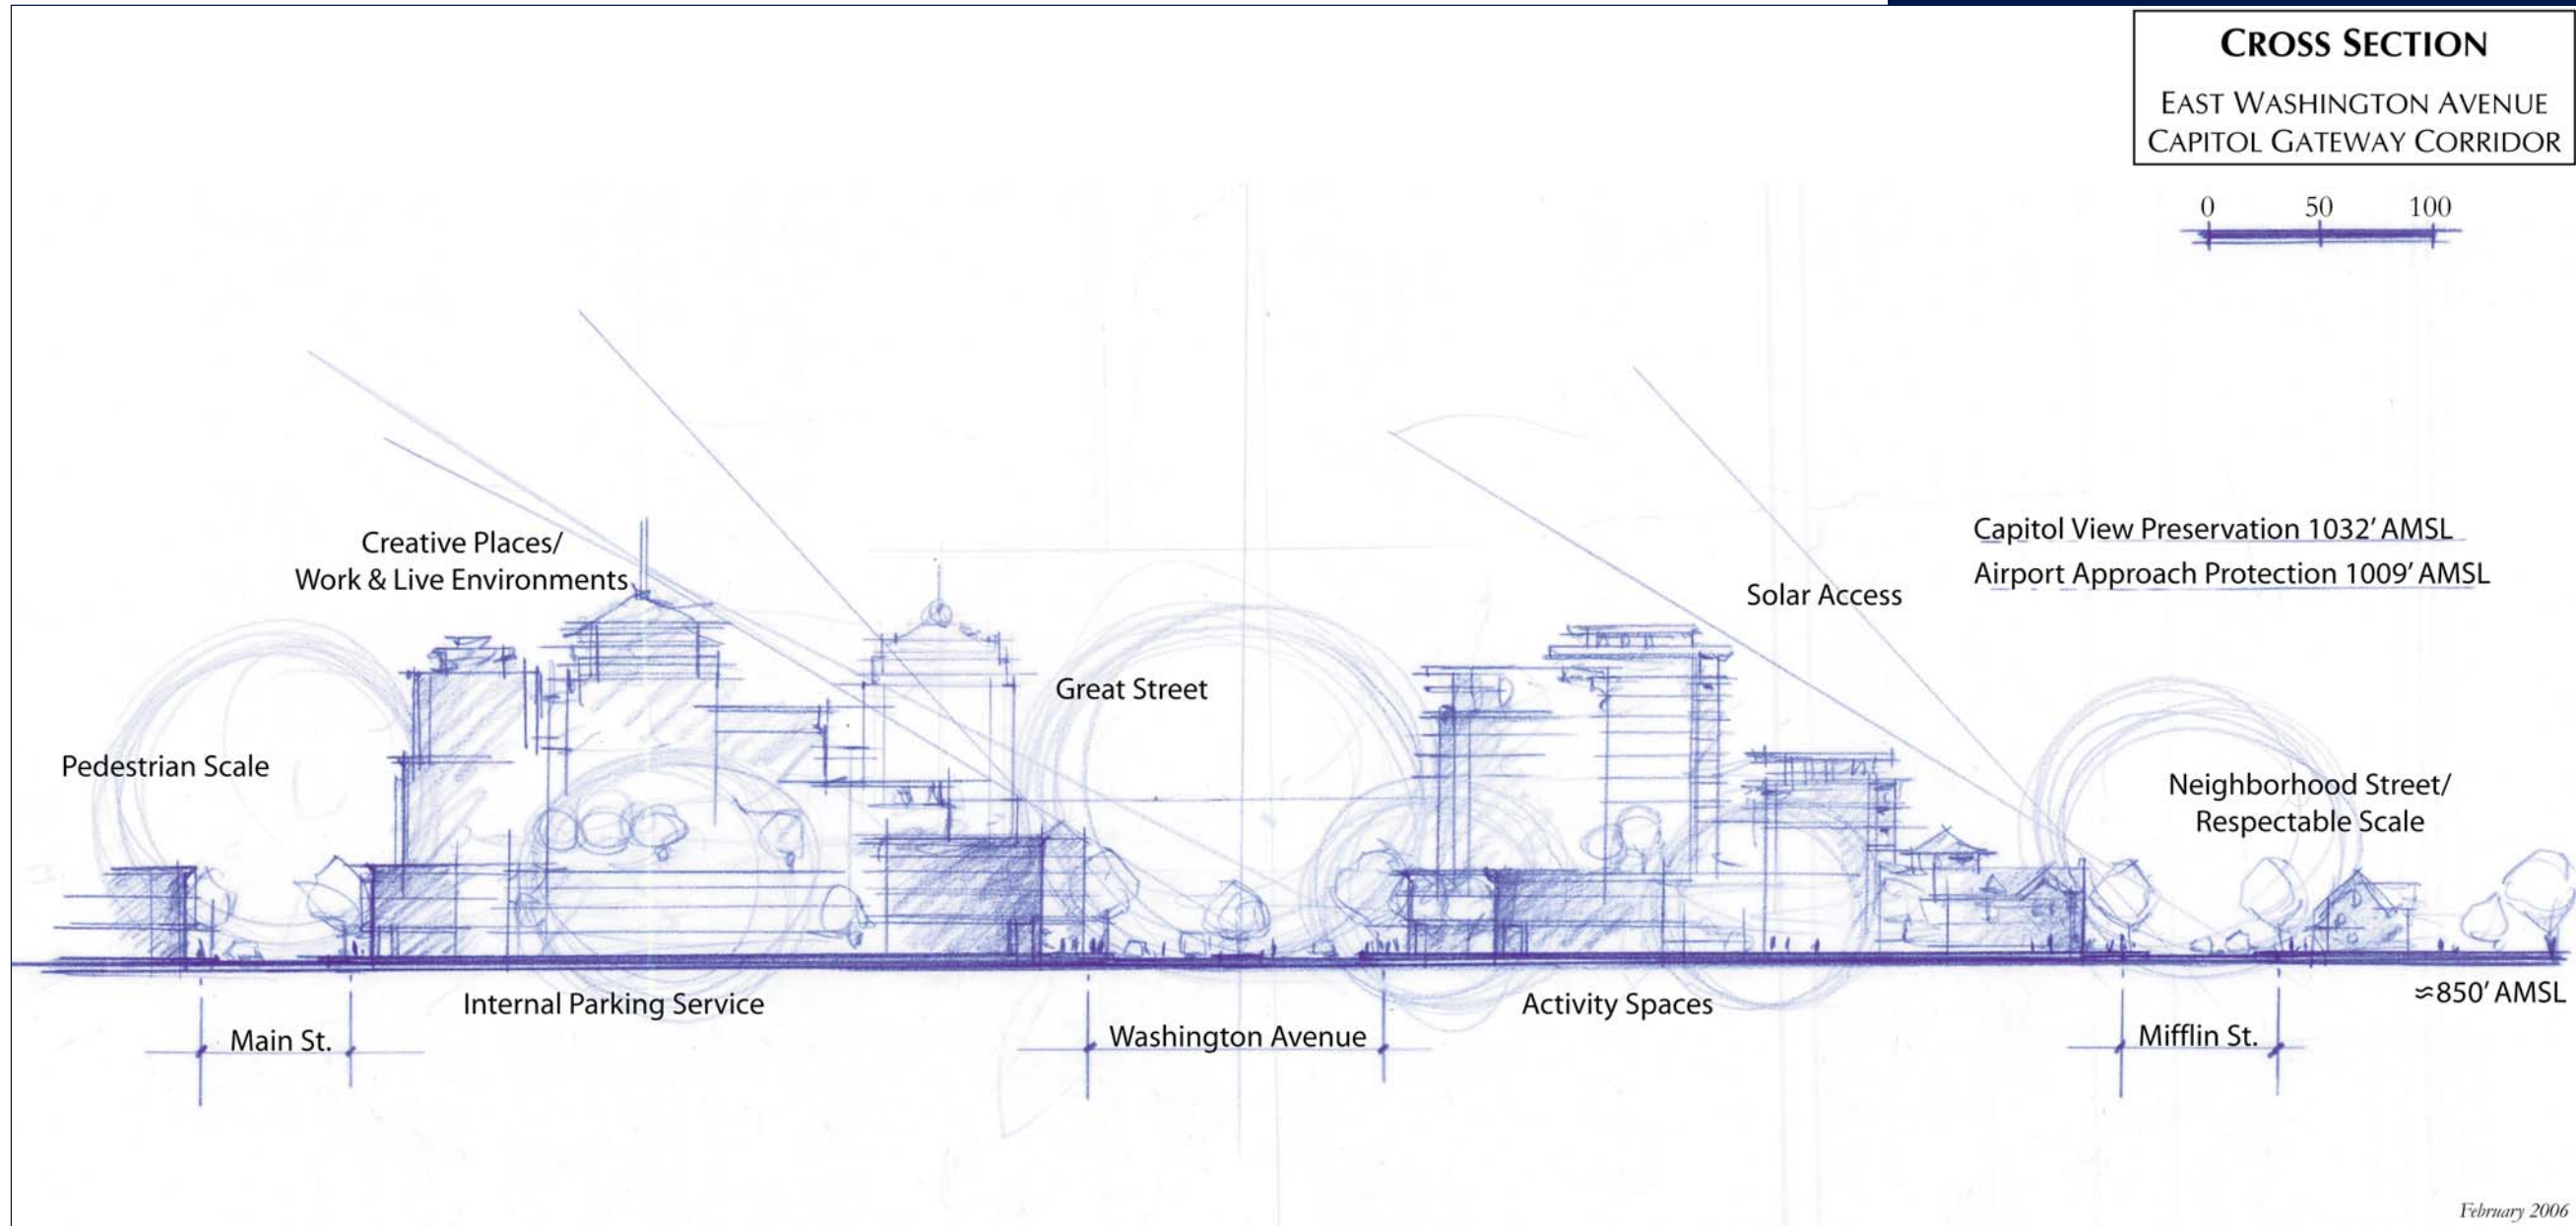 CROSS SECTION
EAST WASHINGTON AVENUE
CAPITOL GATEWAY CORRIDOR
0 50 100
Creative Places/
Work & Live Environments
Capitol View Preservation 1032' AMSL
Airport Approach Protection 1009' AMSL
Solar Access
Great Street
Pedestrian Scale
Neighborhood Street/
Respectable Scale
Internal Parking Service
Activity Spaces
≈850' AMSL
Main St.
Washington Avenue
Mifflin St.
February 2006